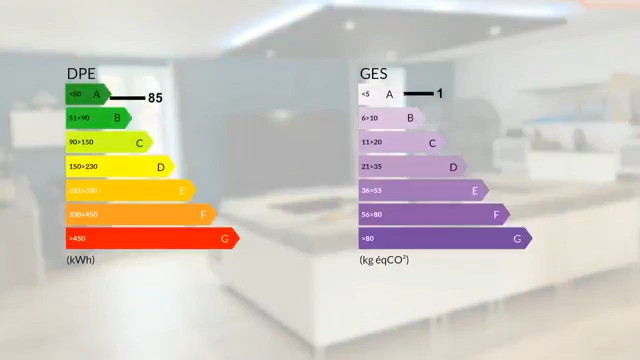 DPE
<50 A 85
51>90 B
90>150 C
150>230 D
231>330 E
330>450 F
>450 G
(kWh)
GES
<5 A 1
6>10 B
11>20 C
21>35 D
36>55 E
56>80 F
>80 G
(kg éqCO²)